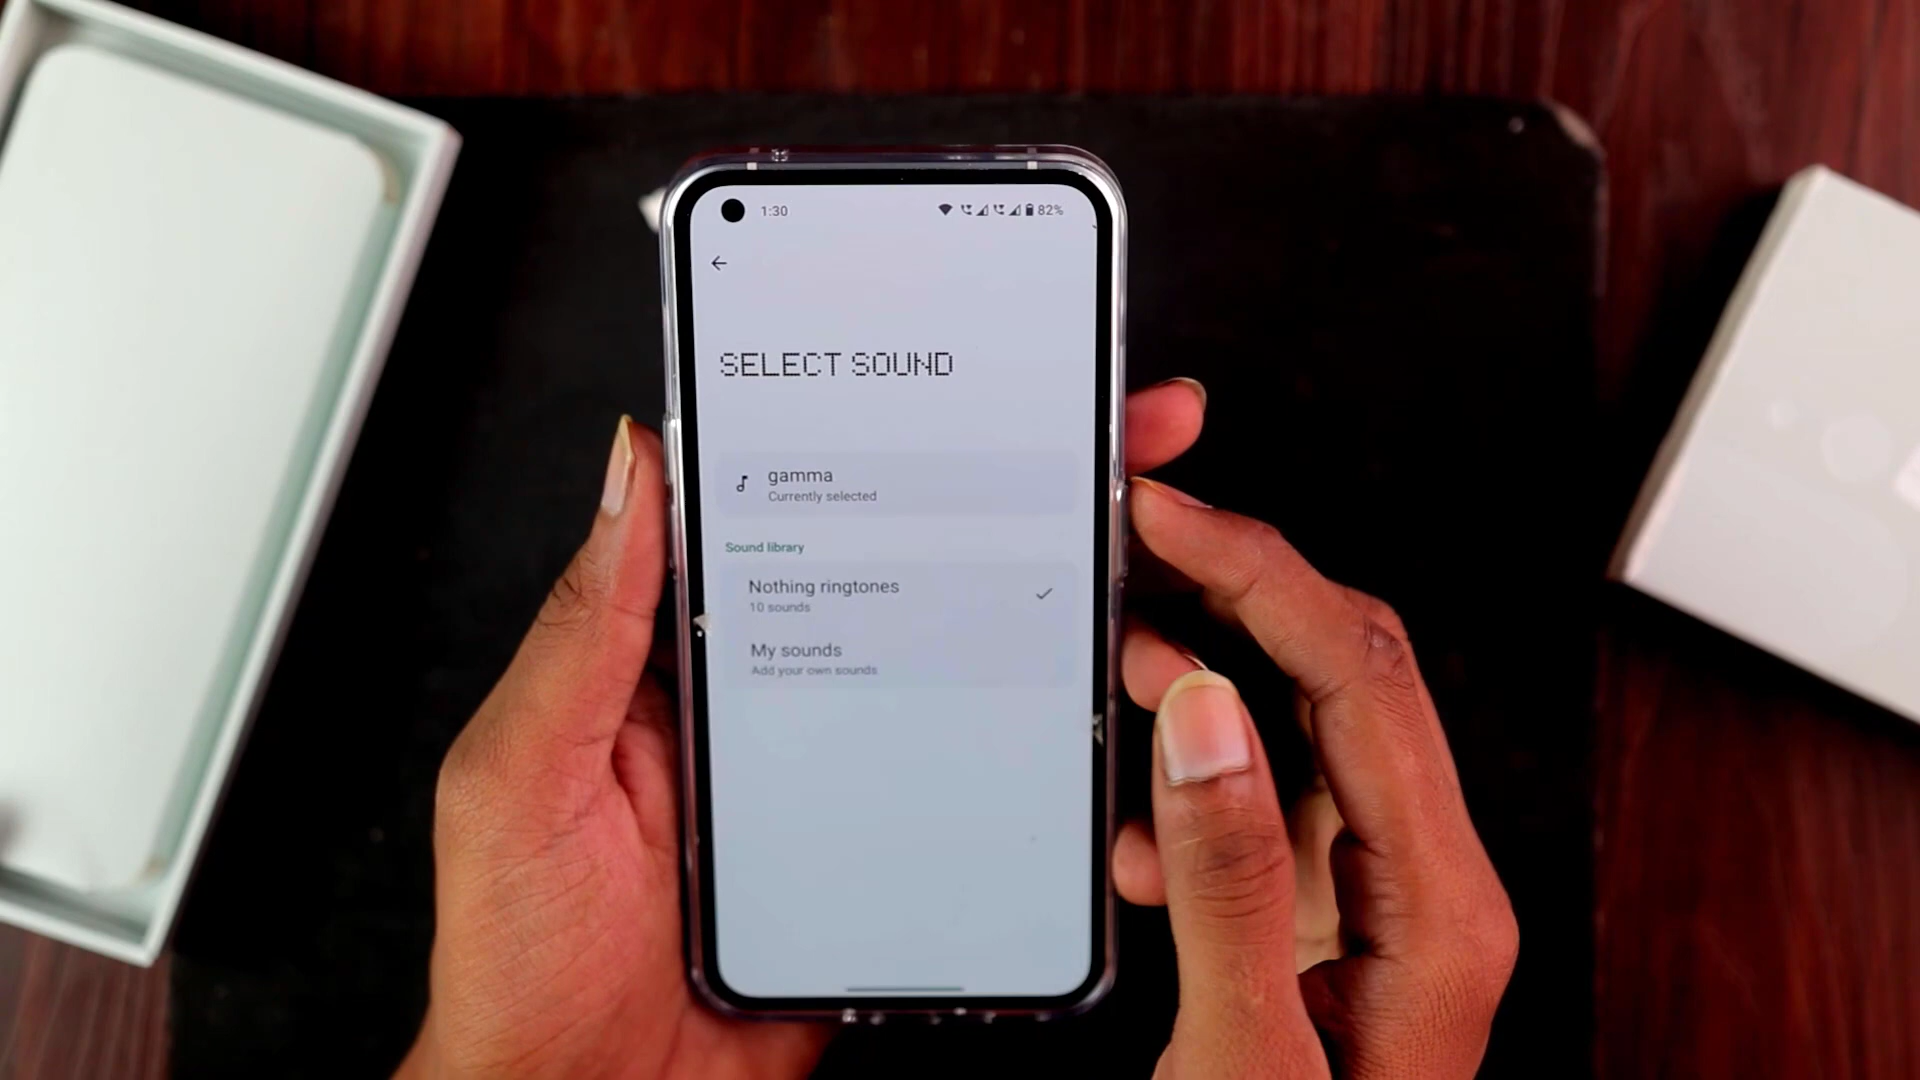 1:30 82%
SELECT SOUND
gamma
Currently selected
Sound library
Nothing ringtones
10 sounds
My sounds
Add your own sounds